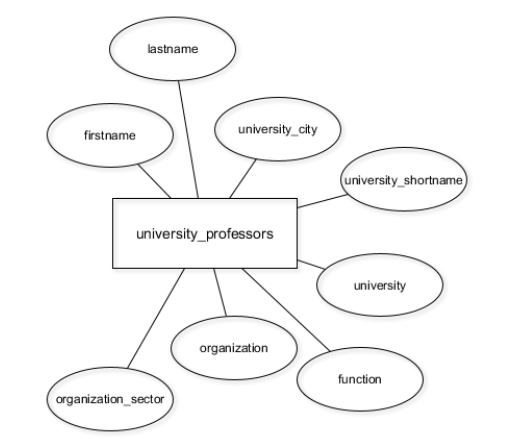 lastname
university_city
firstname
university_shortname
university_professors
university
organization
function
organization_sector